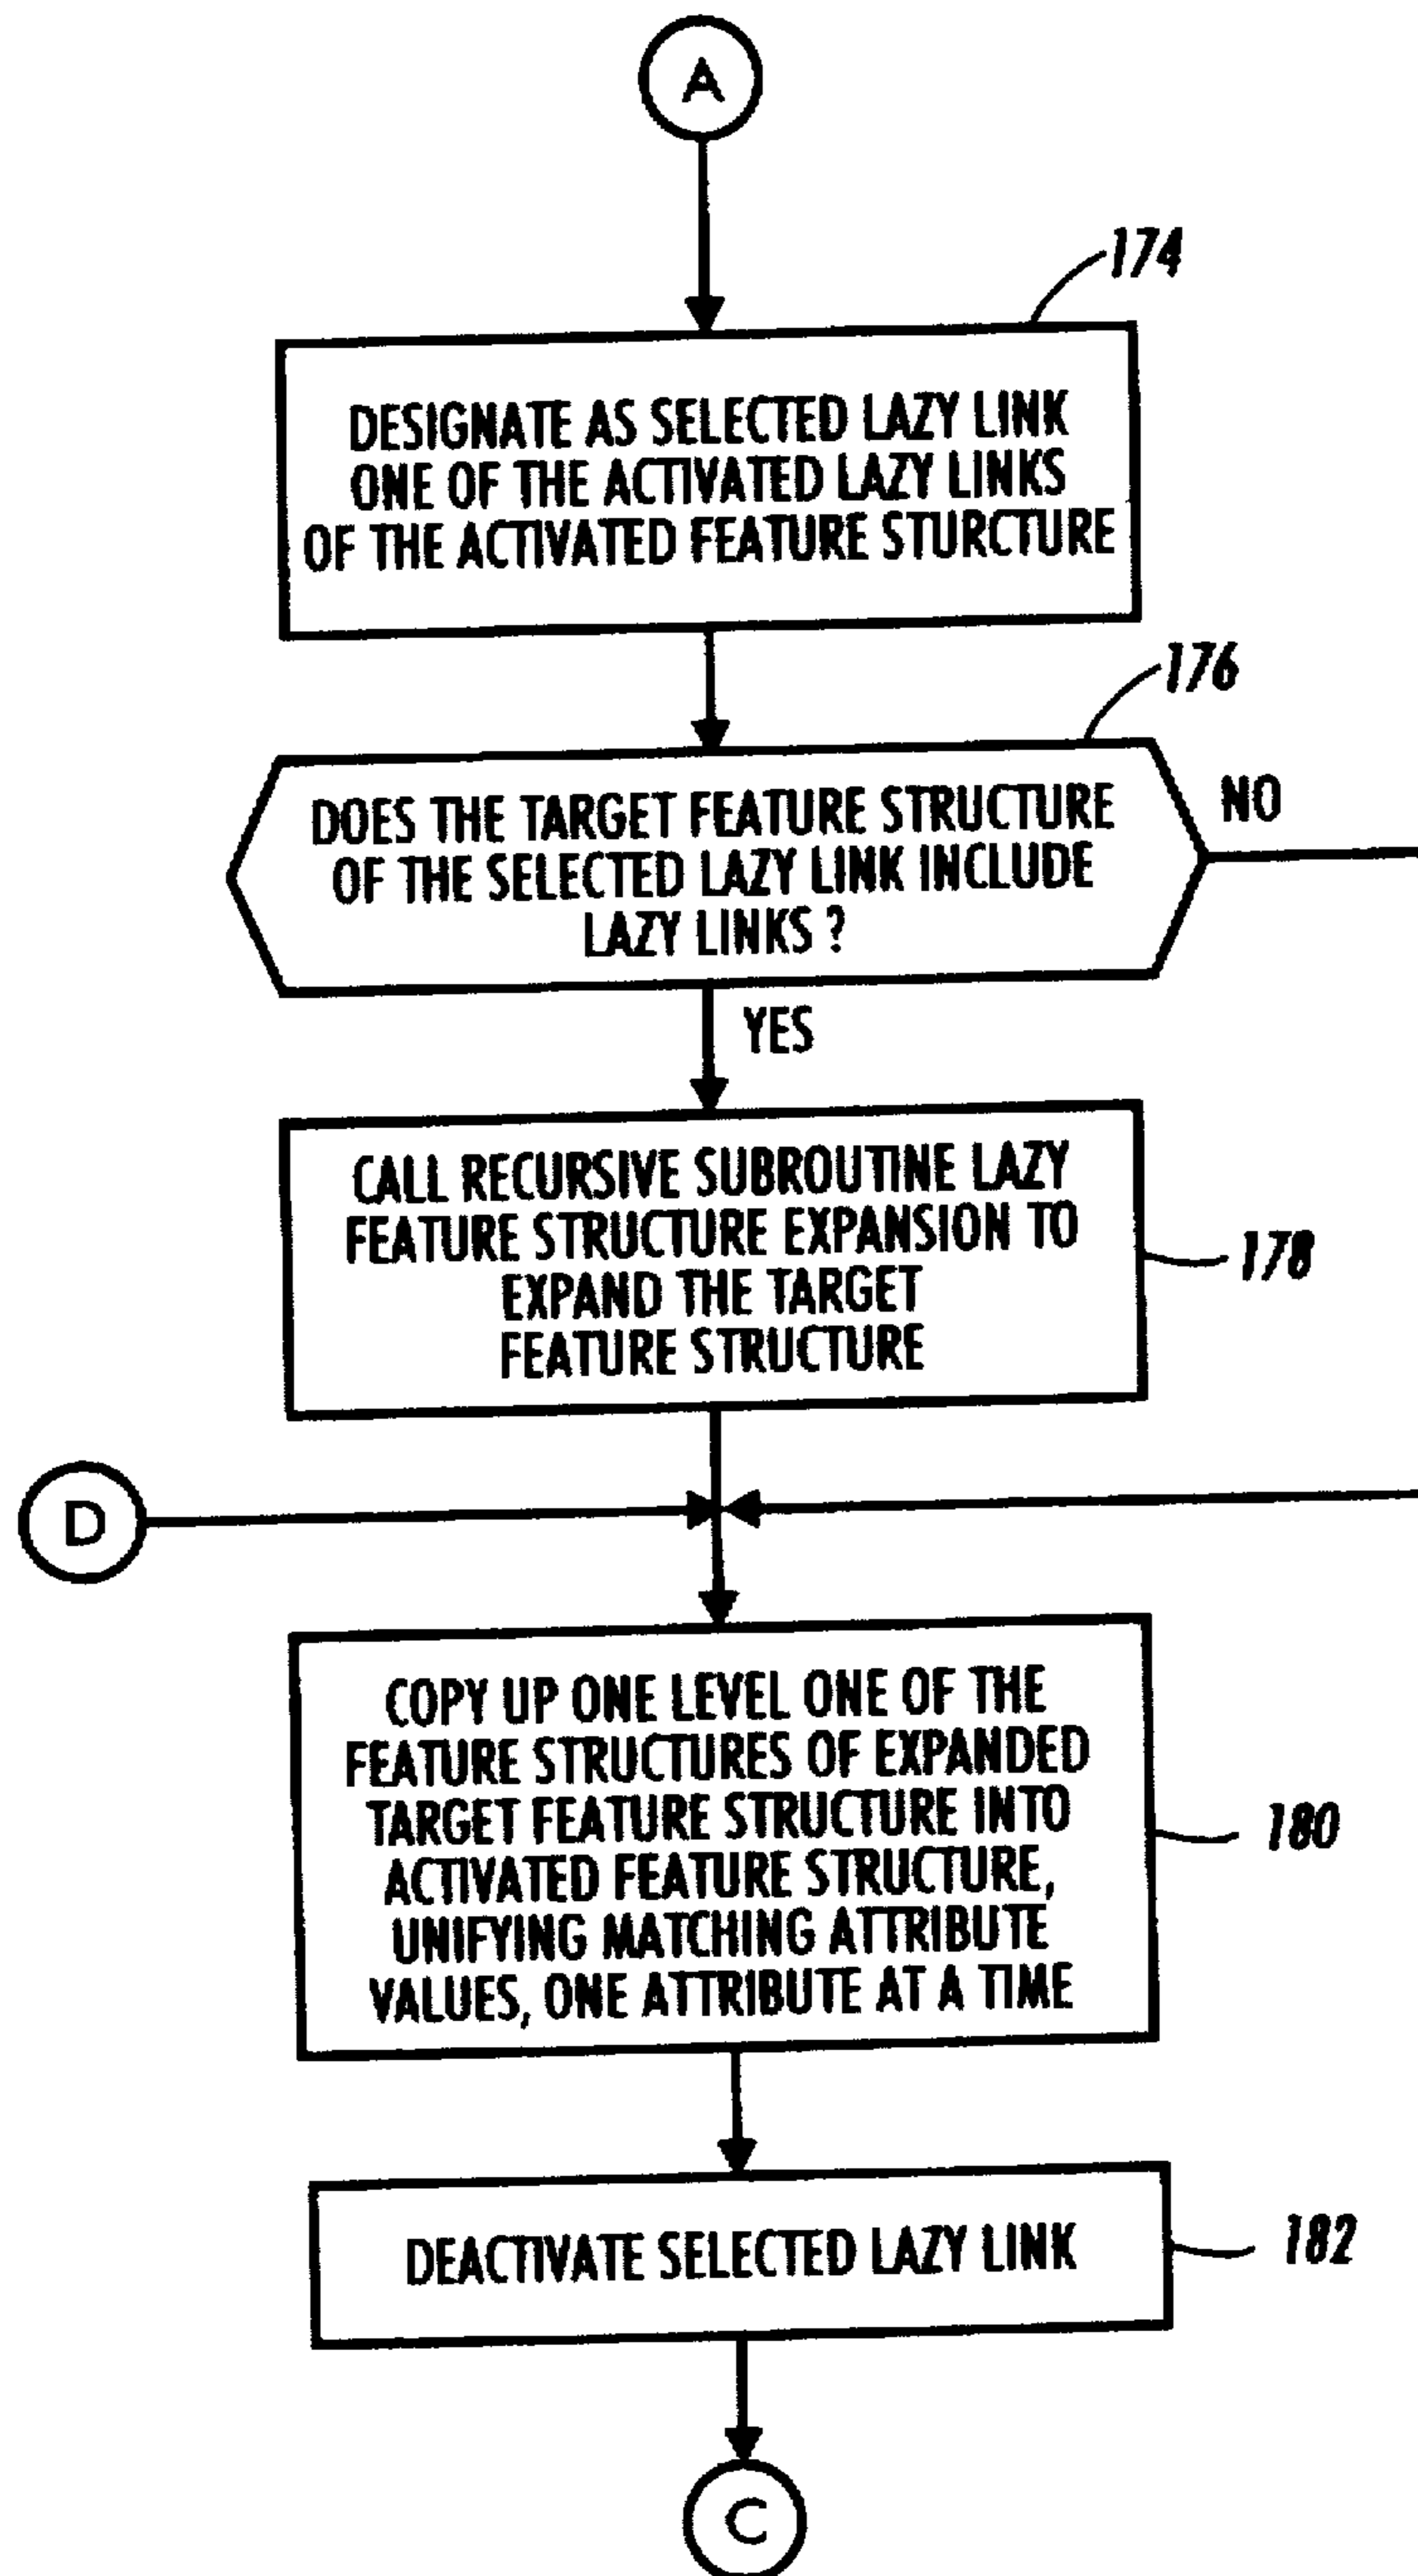 A
174
DESIGNATE AS SELECTED LAZY LINK
ONE OF THE ACTIVATED LAZY LINKS
OF THE ACTIVATED FEATURE STURCTURE
176
DOES THE TARGET FEATURE STRUCTURE
OF THE SELECTED LAZY LINK INCLUDE
LAZY LINKS ?
NO
YES
CALL RECURSIVE SUBROUTINE LAZY
FEATURE STRUCTURE EXPANSION TO
EXPAND THE TARGET
FEATURE STRUCTURE
178
D
COPY UP ONE LEVEL ONE OF THE
FEATURE STRUCTURES OF EXPANDED
TARGET FEATURE STRUCTURE INTO
ACTIVATED FEATURE STRUCTURE,
UNIFYING MATCHING ATTRIBUTE
VALUES, ONE ATTRIBUTE AT A TIME
180
DEACTIVATE SELECTED LAZY LINK
182
C